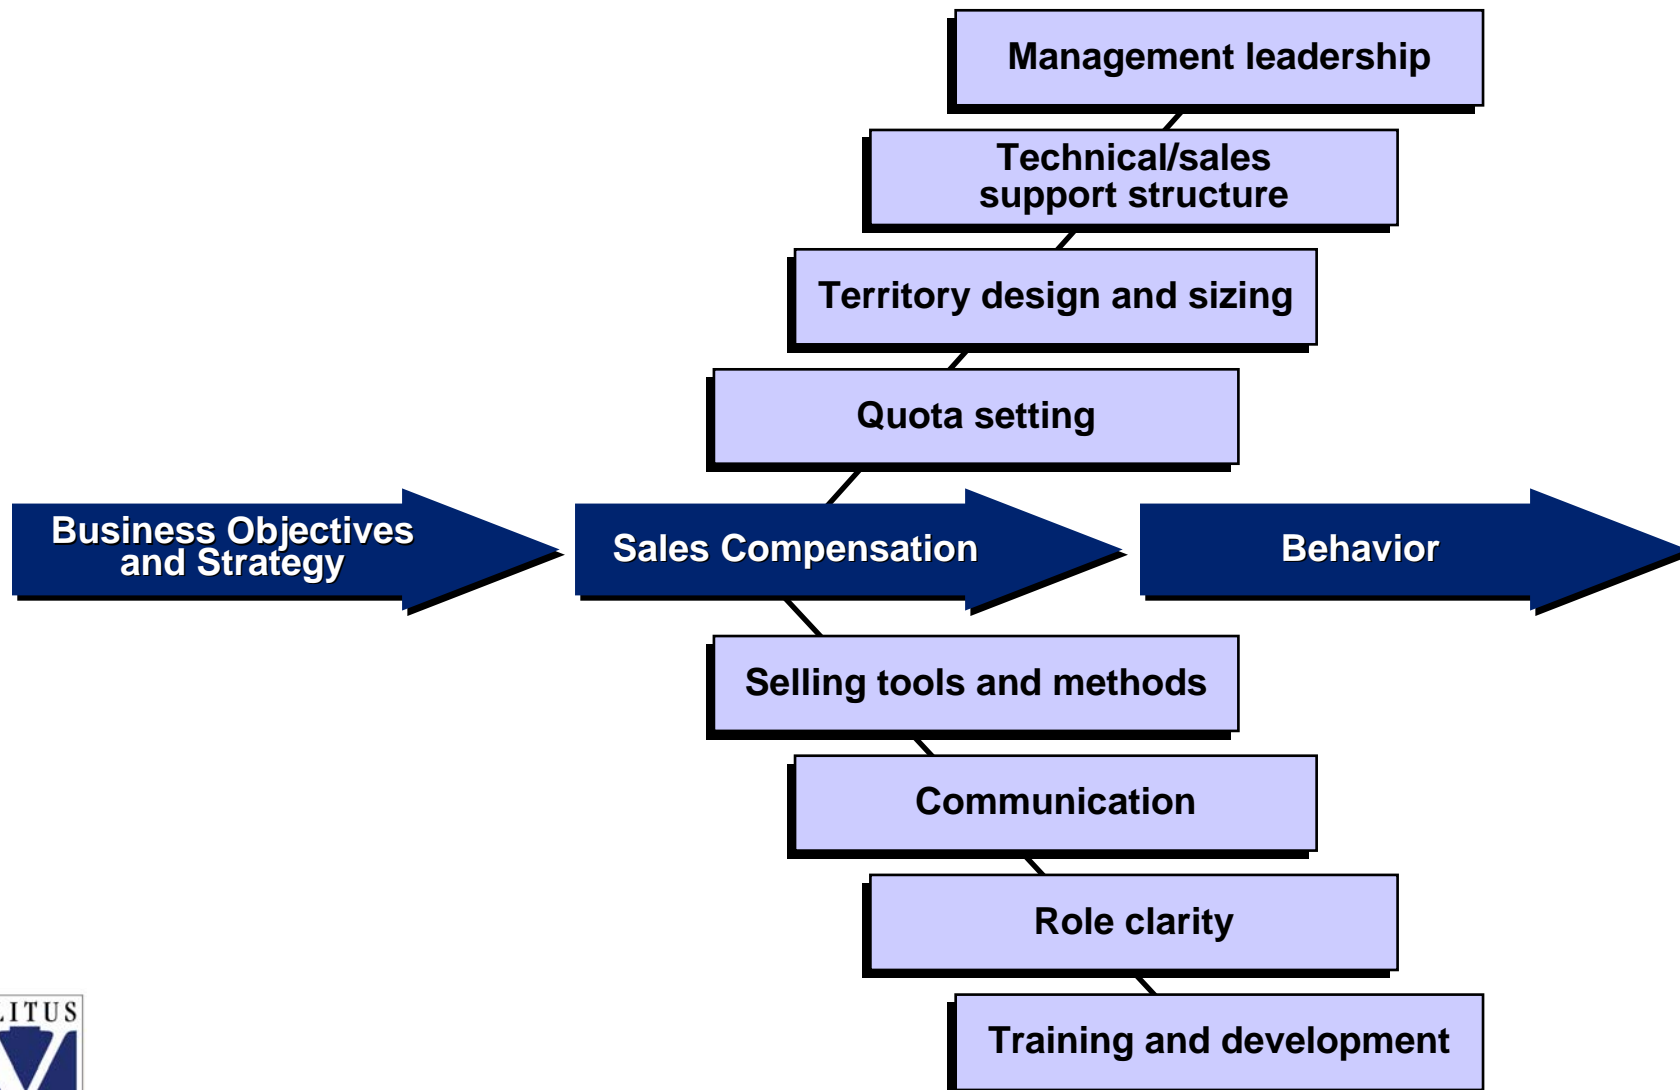 Management leadership
Technical/sales
support structure
Territory design and sizing
Quota setting
Business Objectives
and Strategy
Sales Compensation
Behavior
Selling tools and methods
Communication
Role clarity
Training and development
LITUS